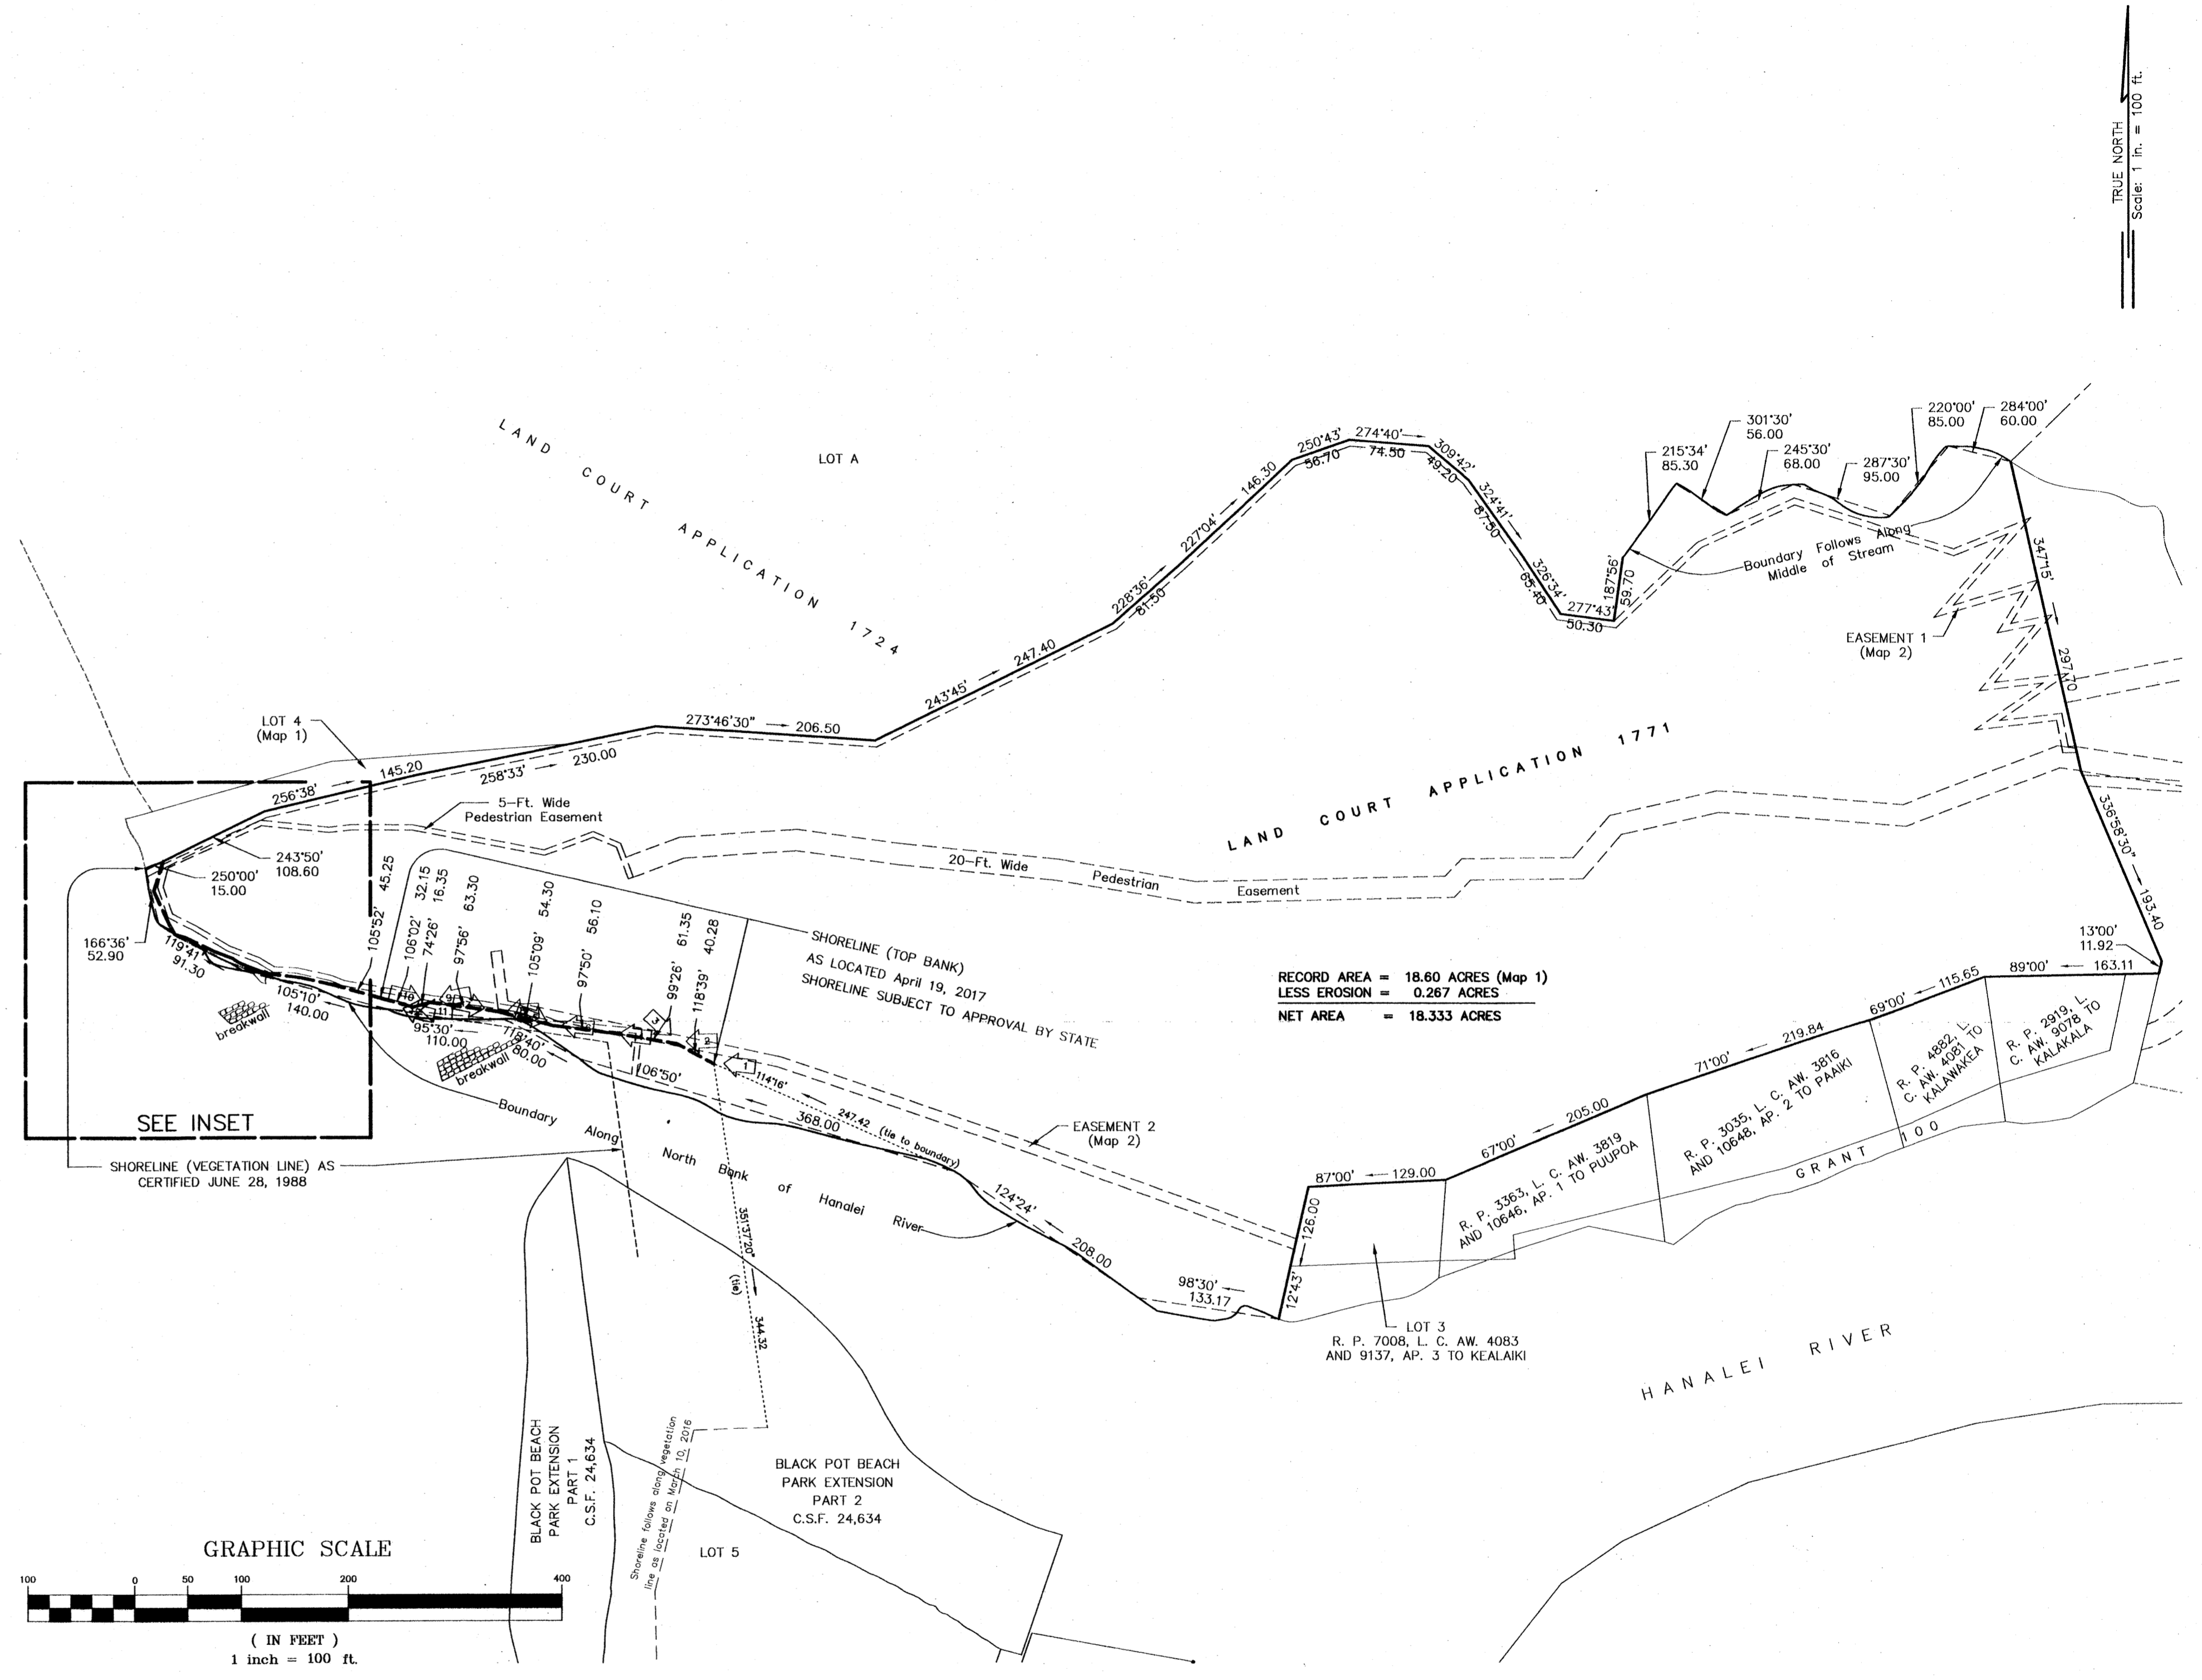 TRUE NORTH
Scale: 1 in. = 100 ft.
LAND COURT APPLICATION 1724
LOT A
250°43'
56.70
274°40'
74.50
309°42'
49.20
324°41'
87.50
326°34'
65.40
277°43'
50.30
187°56'
59.70
215°34'
85.30
301°30'
56.00
245°30'
68.00
287°30'
95.00
220°00'
85.00
284°00'
60.00
Boundary Follows Along
Middle of Stream
347°15'
297.70
EASEMENT 1
(Map 2)
146.30
227°04'
228°36'
81.50
247.40
243°45'
273°46'30"
206.50
LOT 4
(Map 1)
145.20
256°38'
258°33'
230.00
5-Ft. Wide
Pedestrian Easement
243°50'
108.60
250°00'
15.00
166°36'
52.90
119°41'
91.30
105°10'
140.00
breakwall
SEE INSET
SHORELINE (VEGETATION LINE) AS
CERTIFIED JUNE 28, 1988
105°52'
45.25
106°02'
32.15
74°26'
16.35
97°56'
63.30
105°09'
54.30
97°50'
56.10
99°26'
61.35
118°39'
40.28
10
9
11
3
2
1
95°30'
110.00
breakwall
118°40'
80.00
106°50'
368.00
114°16'
247.42 (tie to boundary)
SHORELINE (TOP BANK)
AS LOCATED April 19, 2017
SHORELINE SUBJECT TO APPROVAL BY STATE
20-Ft. Wide Pedestrian Easement
LAND COURT APPLICATION 1771
RECORD AREA = 18.60 ACRES (Map 1)
LESS EROSION = 0.267 ACRES
NET AREA = 18.333 ACRES
336°58'30"
193.40
13°00'
11.92
89°00'
163.11
69°00'
115.65
71°00'
219.84
67°00'
205.00
87°00'
129.00
126.00
12°43'
R. P. 2919, L.
C. AW. 9078 TO
KALAKALA
R. P. 4882, L.
C. AW. 4081 TO
KALAWAKEA
R. P. 3035, L. C. AW. 3816
AND 10648, AP. 2 TO PAAIKI
R. P. 3363, L. C. AW. 3819
AND 10646, AP. 1 TO PUUPOA
GRANT 100
EASEMENT 2
(Map 2)
Boundary Along North Bank of Hanalei River
124°24'
208.00
98°30'
133.17
LOT 3
R. P. 7008, L. C. AW. 4083
AND 9137, AP. 3 TO KEALAIKI
HANALEI RIVER
351°37'20"
(tie)
344.32
BLACK POT BEACH
PARK EXTENSION
PART 1
C.S.F. 24,634
Shoreline follows along vegetation
line as located on March 10, 2016
BLACK POT BEACH
PARK EXTENSION
PART 2
C.S.F. 24,634
LOT 5
GRAPHIC SCALE
100 0 50 100 200 400
( IN FEET )
1 inch = 100 ft.